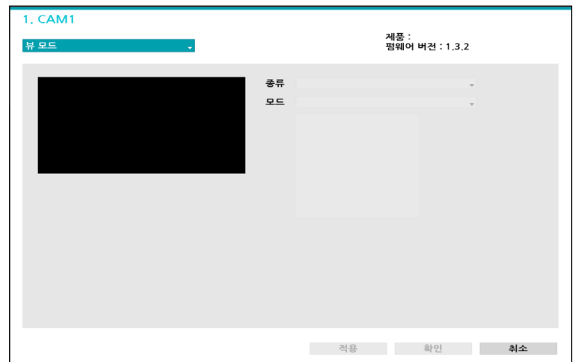 1. CAM1
뷰 모드
제품 :
펌웨어 버전 : 1.3.2
종류
모드
적용
확인
취소